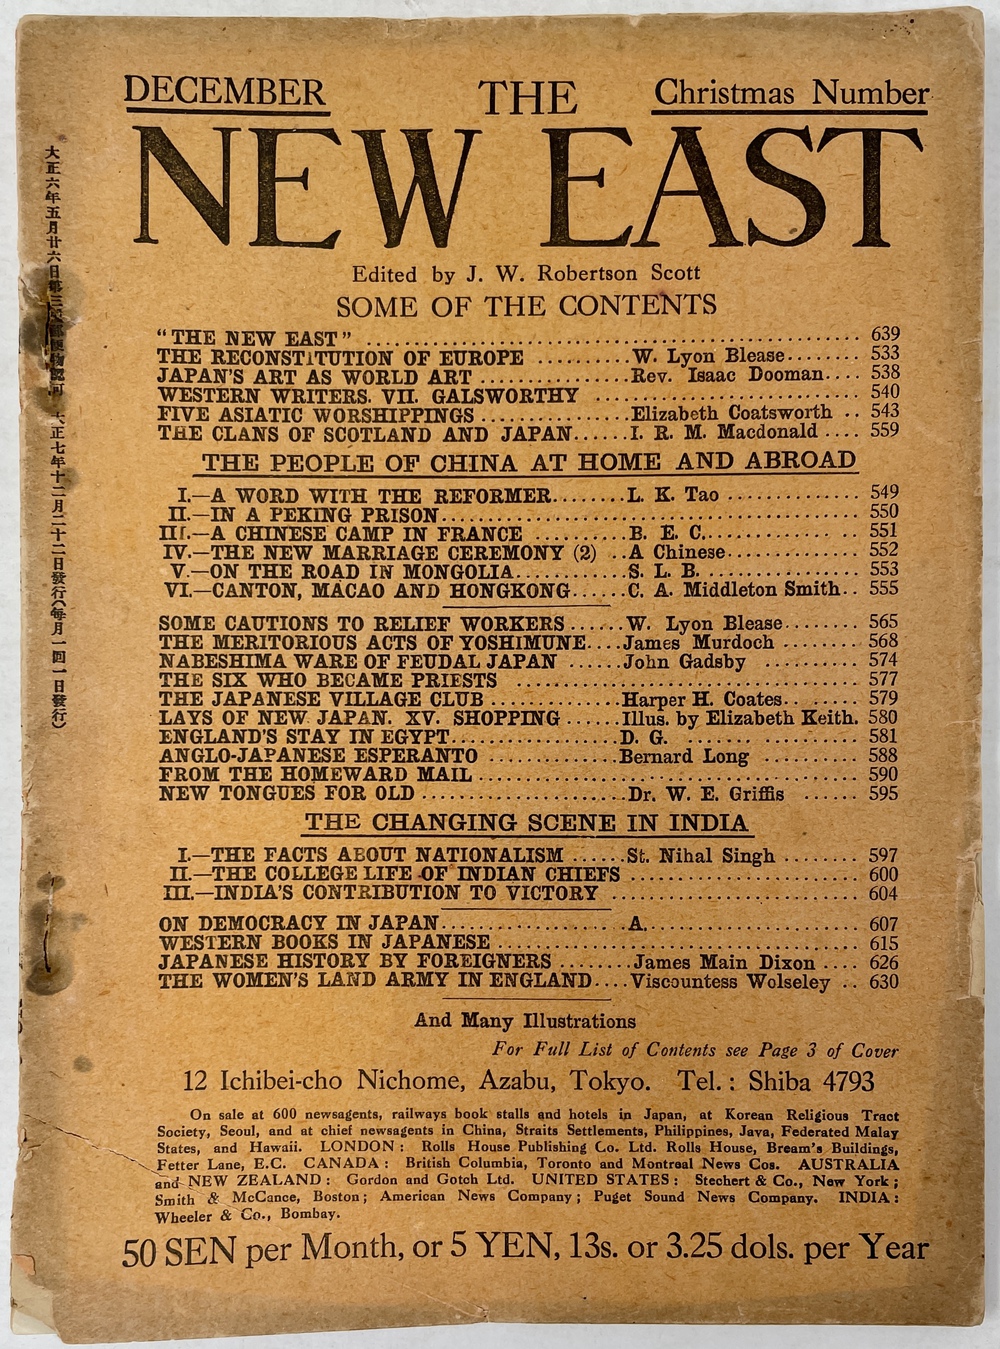 DECEMBER THE Christmas Number
NEW EAST
Edited by J. W. Robertson Scott
SOME OF THE CONTENTS
"THE NEW EAST" ........ 639
THE RECONSTITUTION OF EUROPE .......... W. Lyon Blease........ 533
JAPAN'S ART AS WORLD ART ............... Rev. Isaac Dooman.... 538
WESTERN WRITERS. VII. GALSWORTHY ........ 540
FIVE ASIATIC WORSHIPPINGS .............. Elizabeth Coatsworth .. 543
THE CLANS OF SCOTLAND AND JAPAN...... I. R. M. Macdonald .... 559
THE PEOPLE OF CHINA AT HOME AND ABROAD
I.—A WORD WITH THE REFORMER........ L. K. Tao ............. 549
II.—IN A PEKING PRISON........ 550
III.—A CHINESE CAMP IN FRANCE .......... B. E. C............. 551
IV.—THE NEW MARRIAGE CEREMONY (2) .. A Chinese............. 552
V.—ON THE ROAD IN MONGOLIA............ S. L. B. ............ 553
VI.—CANTON, MACAO AND HONGKONG...... C. A. Middleton Smith.. 555
SOME CAUTIONS TO RELIEF WORKERS ...... W. Lyon Blease........ 565
THE MERITORIOUS ACTS OF YOSHIMUNE.... James Murdoch ........ 568
NABESHIMA WARE OF FEUDAL JAPAN ...... John Gadsby .......... 574
THE SIX WHO BECAME PRIESTS ........ 577
THE JAPANESE VILLAGE CLUB ............. Harper H. Coates........ 579
LAYS OF NEW JAPAN. XV. SHOPPING ...... Illus. by Elizabeth Keith. 580
ENGLAND'S STAY IN EGYPT................ D. G. ............ 581
ANGLO-JAPANESE ESPERANTO ............. Bernard Long .......... 588
FROM THE HOMEWARD MAIL ........ 590
NEW TONGUES FOR OLD .................... Dr. W. E. Griffis ...... 595
THE CHANGING SCENE IN INDIA
I.—THE FACTS ABOUT NATIONALISM ...... St. Nihal Singh ........ 597
II.—THE COLLEGE LIFE OF INDIAN CHIEFS ........ 600
III.—INDIA'S CONTRIBUTION TO VICTORY ........ 604
ON DEMOCRACY IN JAPAN.................. A. ............ 607
WESTERN BOOKS IN JAPANESE ........ 615
JAPANESE HISTORY BY FOREIGNERS ........ James Main Dixon .... 626
THE WOMEN'S LAND ARMY IN ENGLAND.... Viscountess Wolseley .. 630
And Many Illustrations
For Full List of Contents see Page 3 of Cover
12 Ichibei-cho Nichome, Azabu, Tokyo. Tel.: Shiba 4793
On sale at 600 newsagents, railways book stalls and hotels in Japan, at Korean Religious Tract
Society, Seoul, and at chief newsagents in China, Straits Settlements, Philippines, Java, Federated Malay
States, and Hawaii. LONDON: Rolls House Publishing Co. Ltd. Rolls House, Bream's Buildings,
Fetter Lane, E.C. CANADA: British Columbia, Toronto and Montreal News Cos. AUSTRALIA
and NEW ZEALAND: Gordon and Gotch Ltd. UNITED STATES: Stechert & Co., New York;
Smith & McCance, Boston; American News Company; Puget Sound News Company. INDIA:
Wheeler & Co., Bombay.
50 SEN per Month, or 5 YEN, 13s. or 3.25 dols. per Year
大正六年五月廿六日第三種郵便物認可 大正七年十二月二十二日發行(每月一回一日發行)